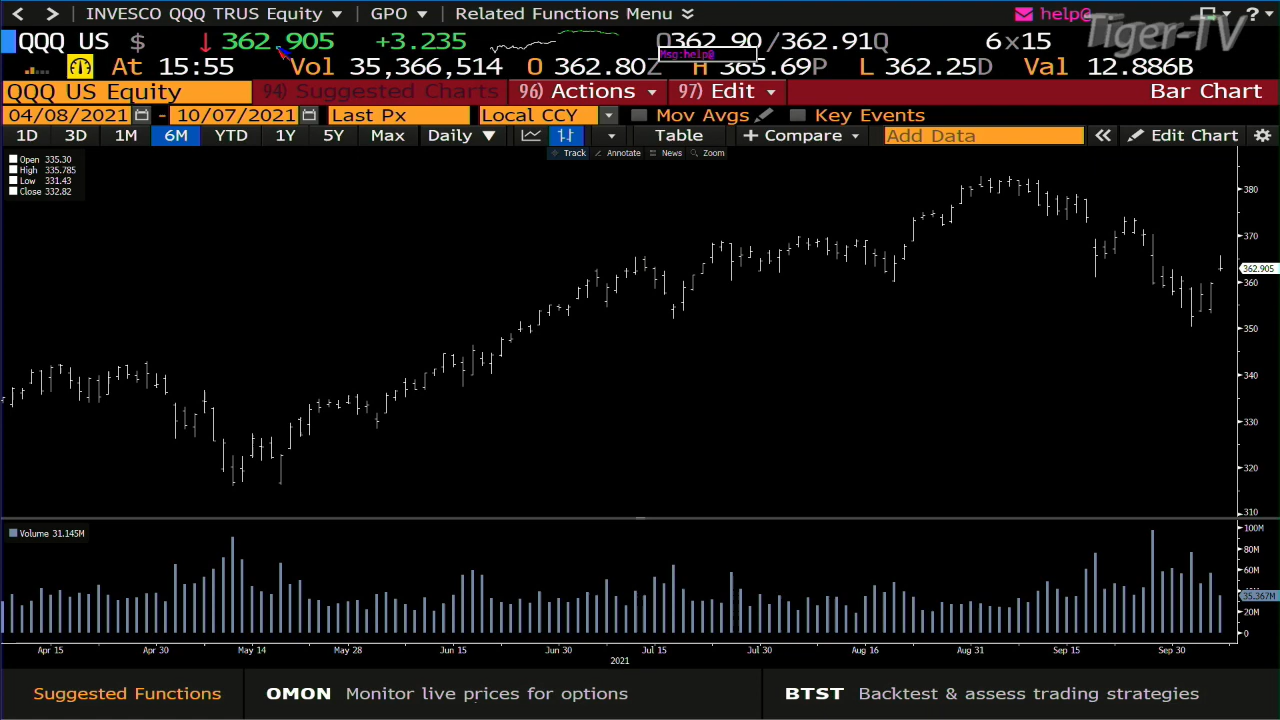 < > INVESCO QQQ TRUS Equity GPO Related Functions Menu help@ ?
Tiger-TV
QQQ US $ ↓ 362.905 +3.235 Q362.90 /362.91Q 6x15
Msg:help@
At 15:55 Vol 35,366,514 O 362.80Z H 365.69P L 362.25D Val 12.886B
QQQ US Equity 94) Suggested Charts 96) Actions 97) Edit Bar Chart
04/08/2021 - 10/07/2021 Last Px Local CCY Mov Avgs Key Events
1D 3D 1M 6M YTD 1Y 5Y Max Daily ▼ Table + Compare Add Data « Edit Chart
Track Annotate News Zoom
Open 335.30
High 335.785
Low 331.43
Close 332.82
380
370
362.905
360
350
340
330
320
310
Volume 31.145M
100M
80M
60M
35.367M
20M
0
Apr 15 Apr 30 May 14 May 28 Jun 15 Jun 30 Jul 15 Jul 30 Aug 16 Aug 31 Sep 15 Sep 30
2021
Suggested Functions OMON Monitor live prices for options BTST Backtest & assess trading strategies